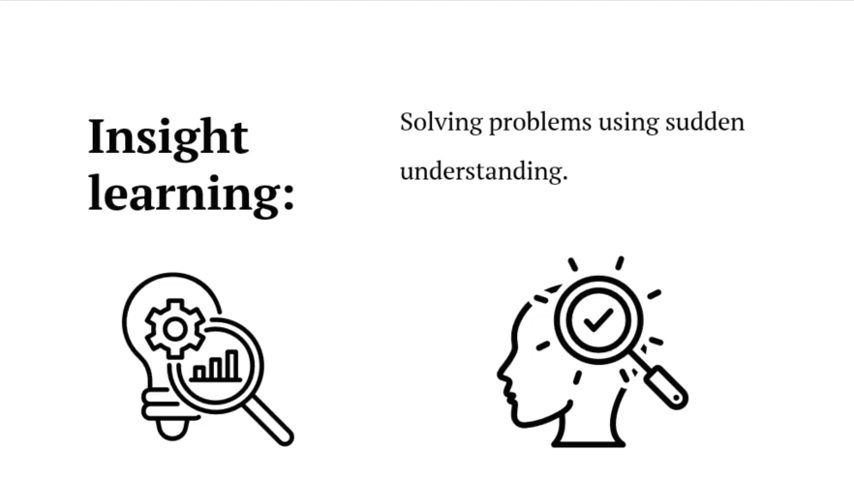 Insight
learning:
Solving problems using sudden
understanding.